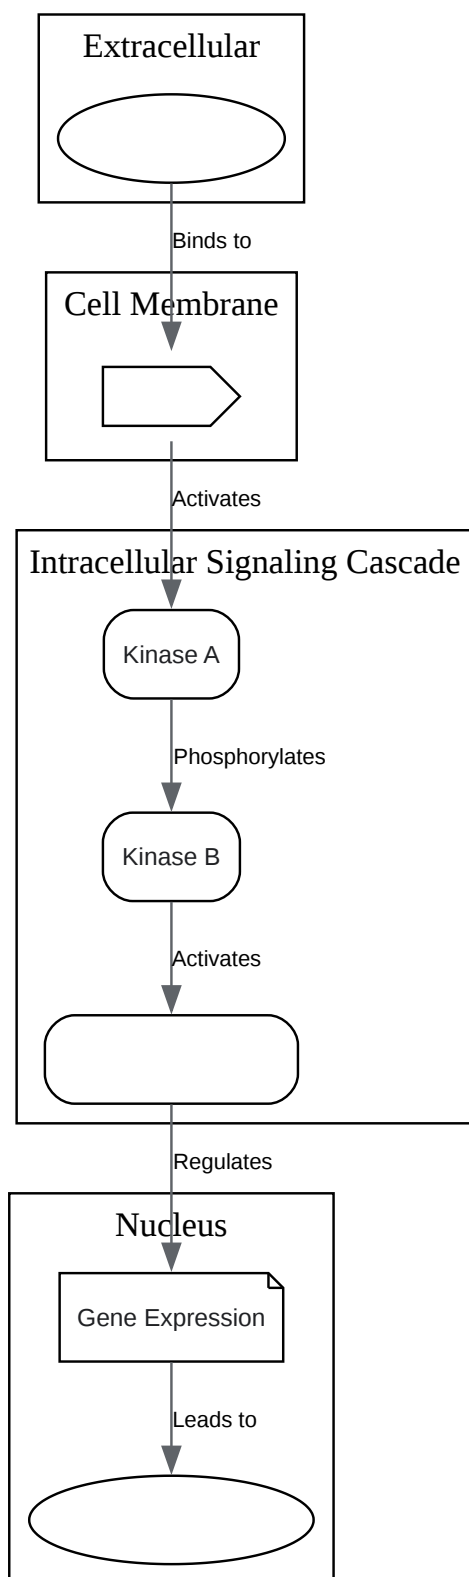 Extracellular
Binds to
Cell Membrane
Activates
Intracellular Signaling Cascade
Kinase A
Phosphorylates
Kinase B
Activates
Regulates
Nucleus
Gene Expression
Leads to